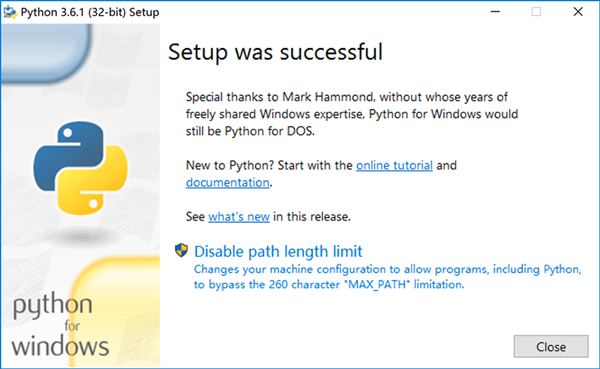 Python 3.6.1 (32-bit) Setup
Setup was successful
Special thanks to Mark Hammond, without whose years of
freely shared Windows expertise, Python for Windows would
still be Python for DOS.
New to Python? Start with the online tutorial and
documentation.
See what's new in this release.
Disable path length limit
Changes your machine configuration to allow programs, including Python,
to bypass the 260 character "MAX_PATH" limitation.
python
for
windows
Close